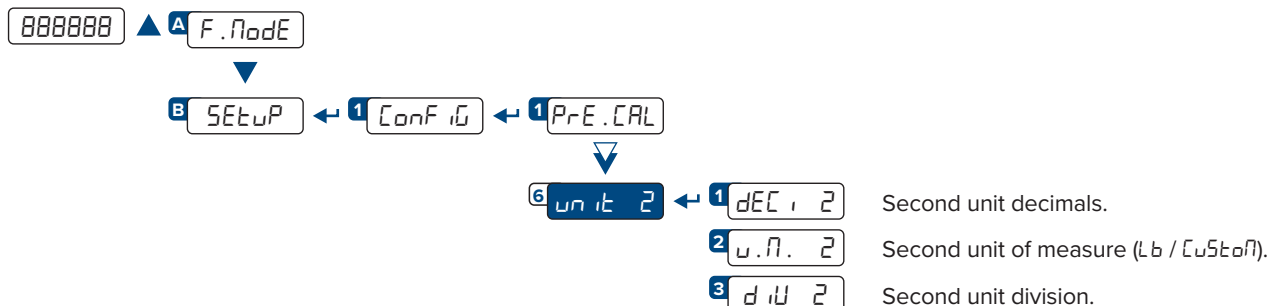 888888 A F.ModE
B SEtuP 1 ConFiG 1 PrE.CAL
6 unit 2 1 dECi 2 Second unit decimals.
2 u.M. 2 Second unit of measure (Lb / CuStoM).
3 diV 2 Second unit division.